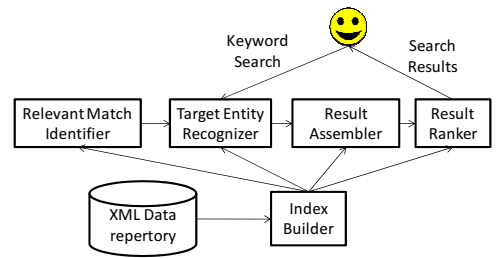 Keyword
Search
Search
Results
Relevant Match
Identifier
Target Entity
Recognizer
Result
Assembler
Result
Ranker
XML Data
repertory
Index
Builder